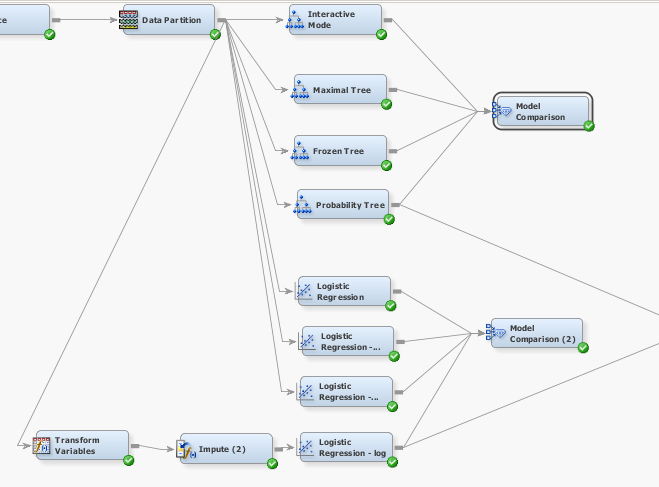 ce
Data Partition
Interactive
Mode
Maximal Tree
Model
Comparison
Frozen Tree
Probability Tree
Logistic
Regression
Logistic
Regression -...
Model
Comparison (2)
Logistic
Regression -...
Transform
Variables
Impute (2)
Logistic
Regression - log